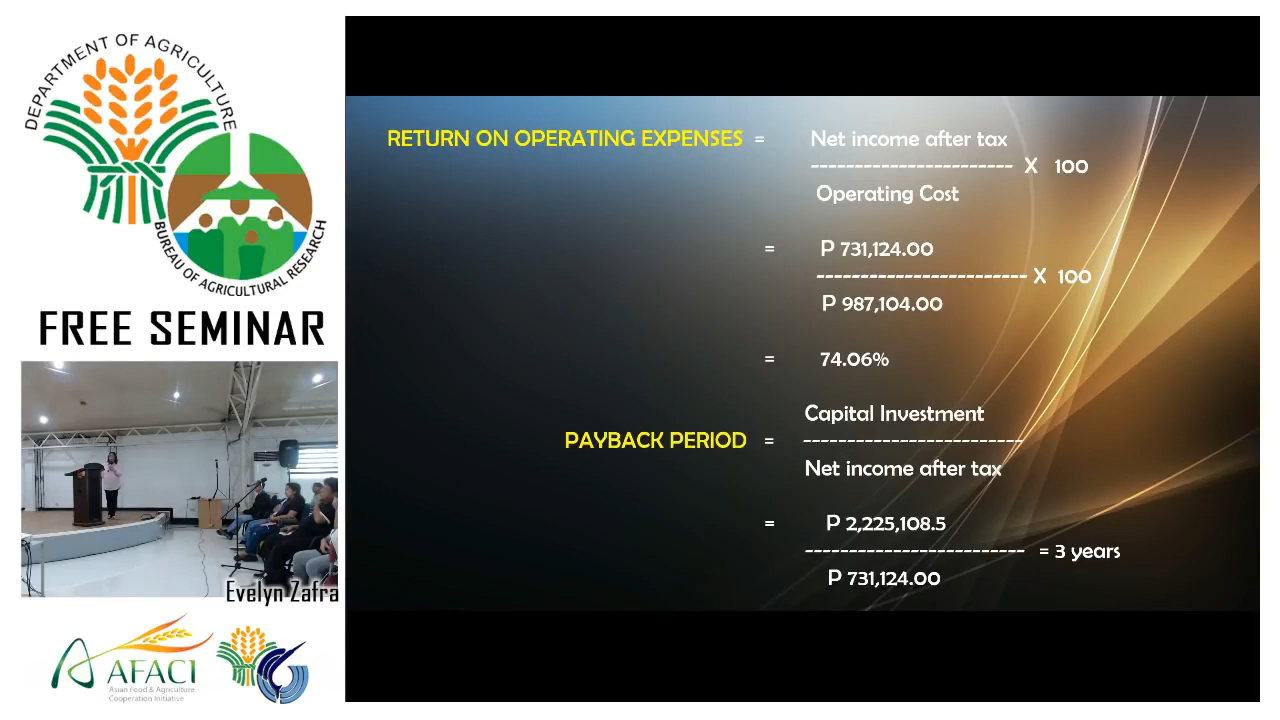 DEPARTMENT OF AGRICULTURE
BUREAU OF AGRICULTURAL RESEARCH
FREE SEMINAR
Evelyn Zafra
AFACI
Asian Food & Agriculture
Cooperation Initiative
RETURN ON OPERATING EXPENSES = Net income after tax
----------------------- X 100
Operating Cost
= P 731,124.00
------------------------ X 100
P 987,104.00
= 74.06%
Capital Investment
PAYBACK PERIOD = -------------------------
Net income after tax
= P 2,225,108.5
------------------------- = 3 years
P 731,124.00